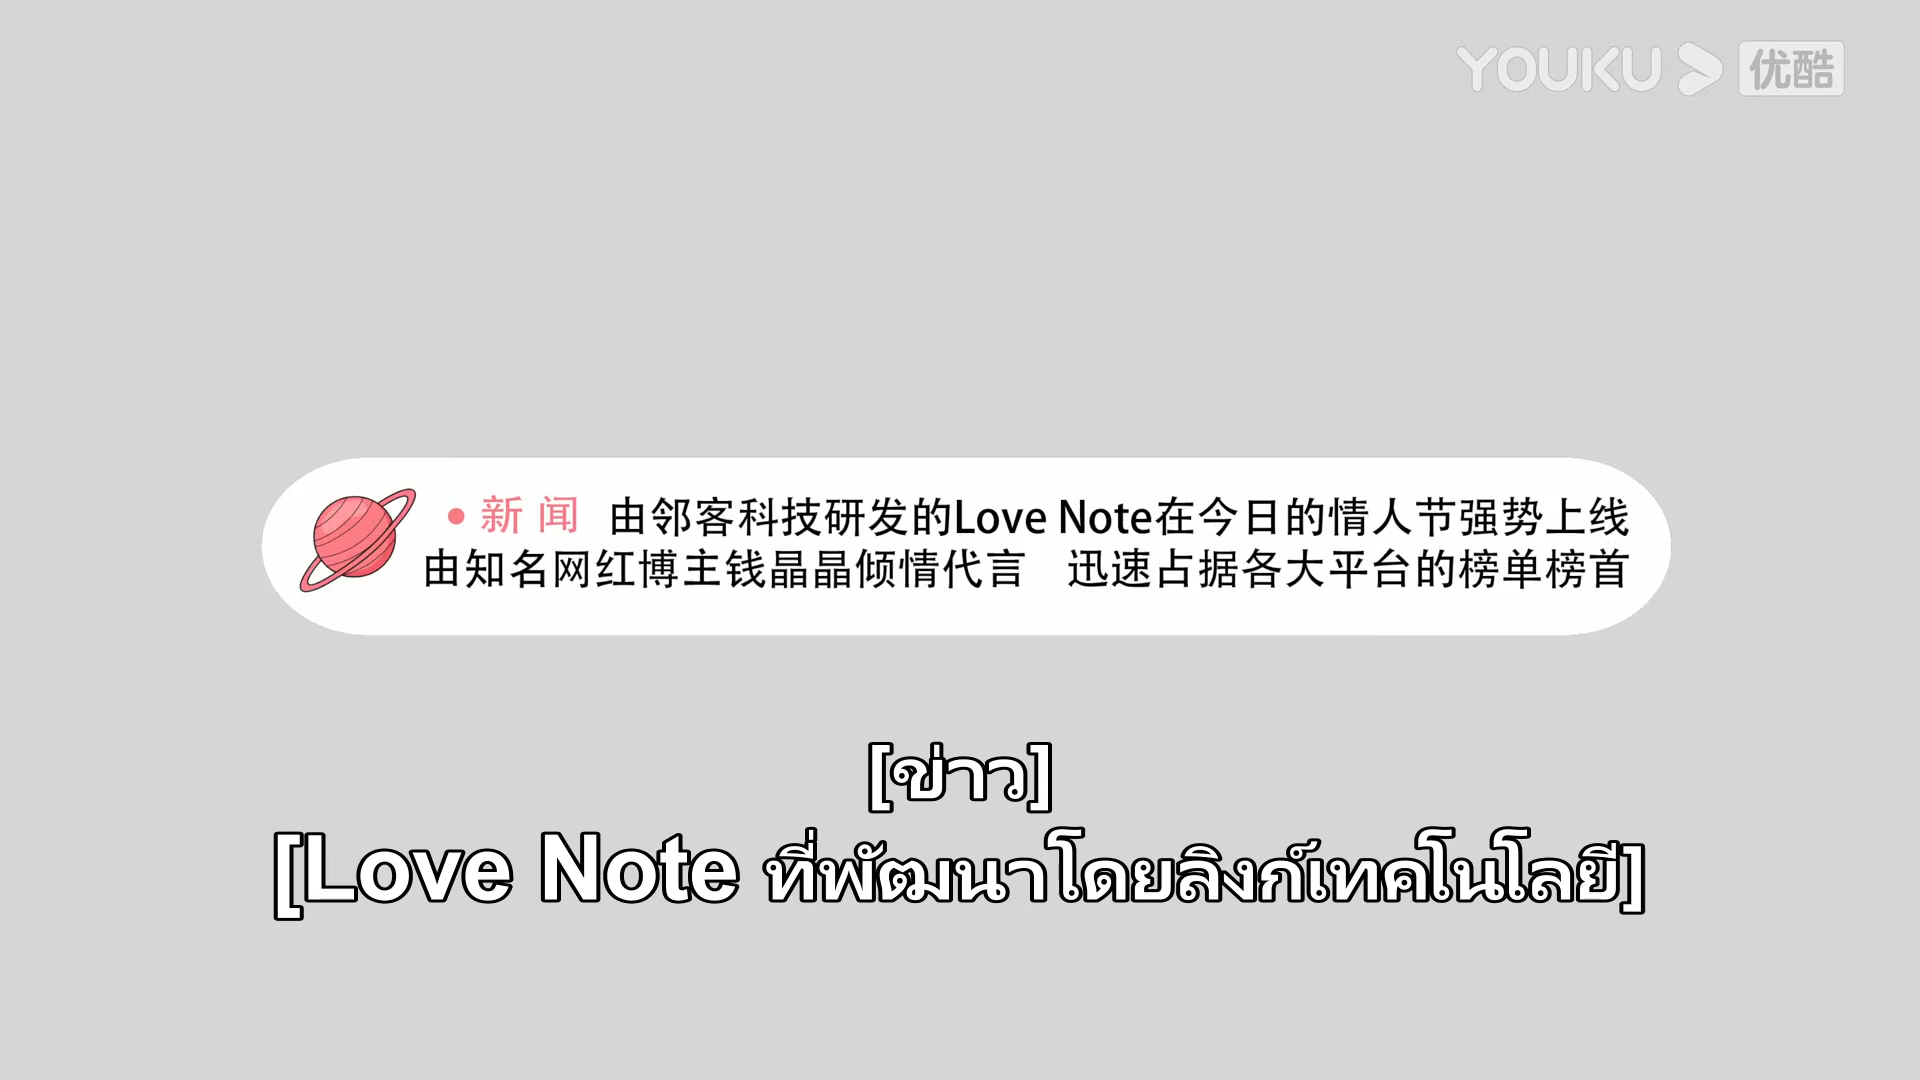 YOUKU 优酷
• 新闻 由邻客科技研发的Love Note在今日的情人节强势上线
由知名网红博主钱晶晶倾情代言 迅速占据各大平台的榜单榜首
[ข่าว]
[Love Note ที่พัฒนาโดยลิงก์เทคโนโลยี]